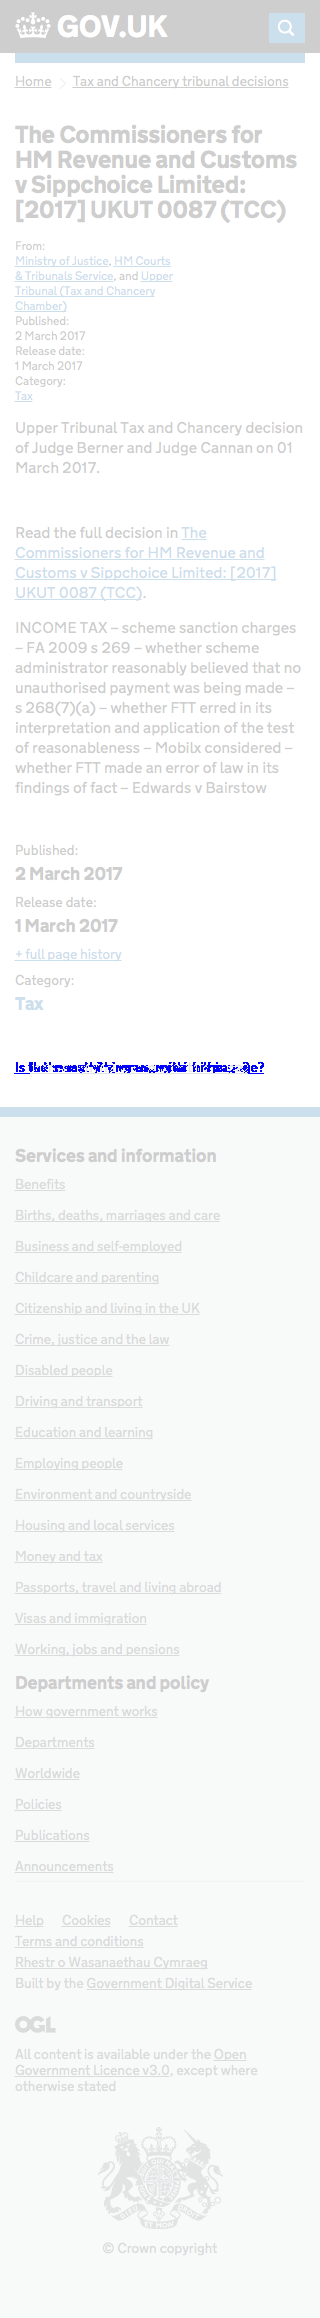 GOV.UK
Home Tax and Chancery tribunal decisions
The Commissioners for
HM Revenue and Customs
v Sippchoice Limited:
[2017] UKUT 0087 (TCC)
From:
Ministry of Justice, HM Courts
& Tribunals Service, and Upper
Tribunal (Tax and Chancery
Chamber)
Published:
2 March 2017
Release date:
1 March 2017
Category:
Tax
Upper Tribunal Tax and Chancery decision
of Judge Berner and Judge Cannan on 01
March 2017.
Read the full decision in The
Commissioners for HM Revenue and
Customs v Sippchoice Limited: [2017]
UKUT 0087 (TCC).
INCOME TAX – scheme sanction charges
– FA 2009 s 269 – whether scheme
administrator reasonably believed that no
unauthorised payment was being made –
s 268(7)(a) – whether FTT erred in its
interpretation and application of the test
of reasonableness – Mobilx considered –
whether FTT made an error of law in its
findings of fact – Edwards v Bairstow
Published:
2 March 2017
Release date:
1 March 2017
+ full page history
Category:
Tax
Is page?
Services and information
Benefits
Births, deaths, marriages and care
Business and self-employed
Childcare and parenting
Citizenship and living in the UK
Crime, justice and the law
Disabled people
Driving and transport
Education and learning
Employing people
Environment and countryside
Housing and local services
Money and tax
Passports, travel and living abroad
Visas and immigration
Working, jobs and pensions
Departments and policy
How government works
Departments
Worldwide
Policies
Publications
Announcements
Help Cookies Contact
Terms and conditions
Rhestr o Wasanaethau Cymraeg
Built by the Government Digital Service
OGL
All content is available under the Open
Government Licence v3.0, except where
otherwise stated
© Crown copyright